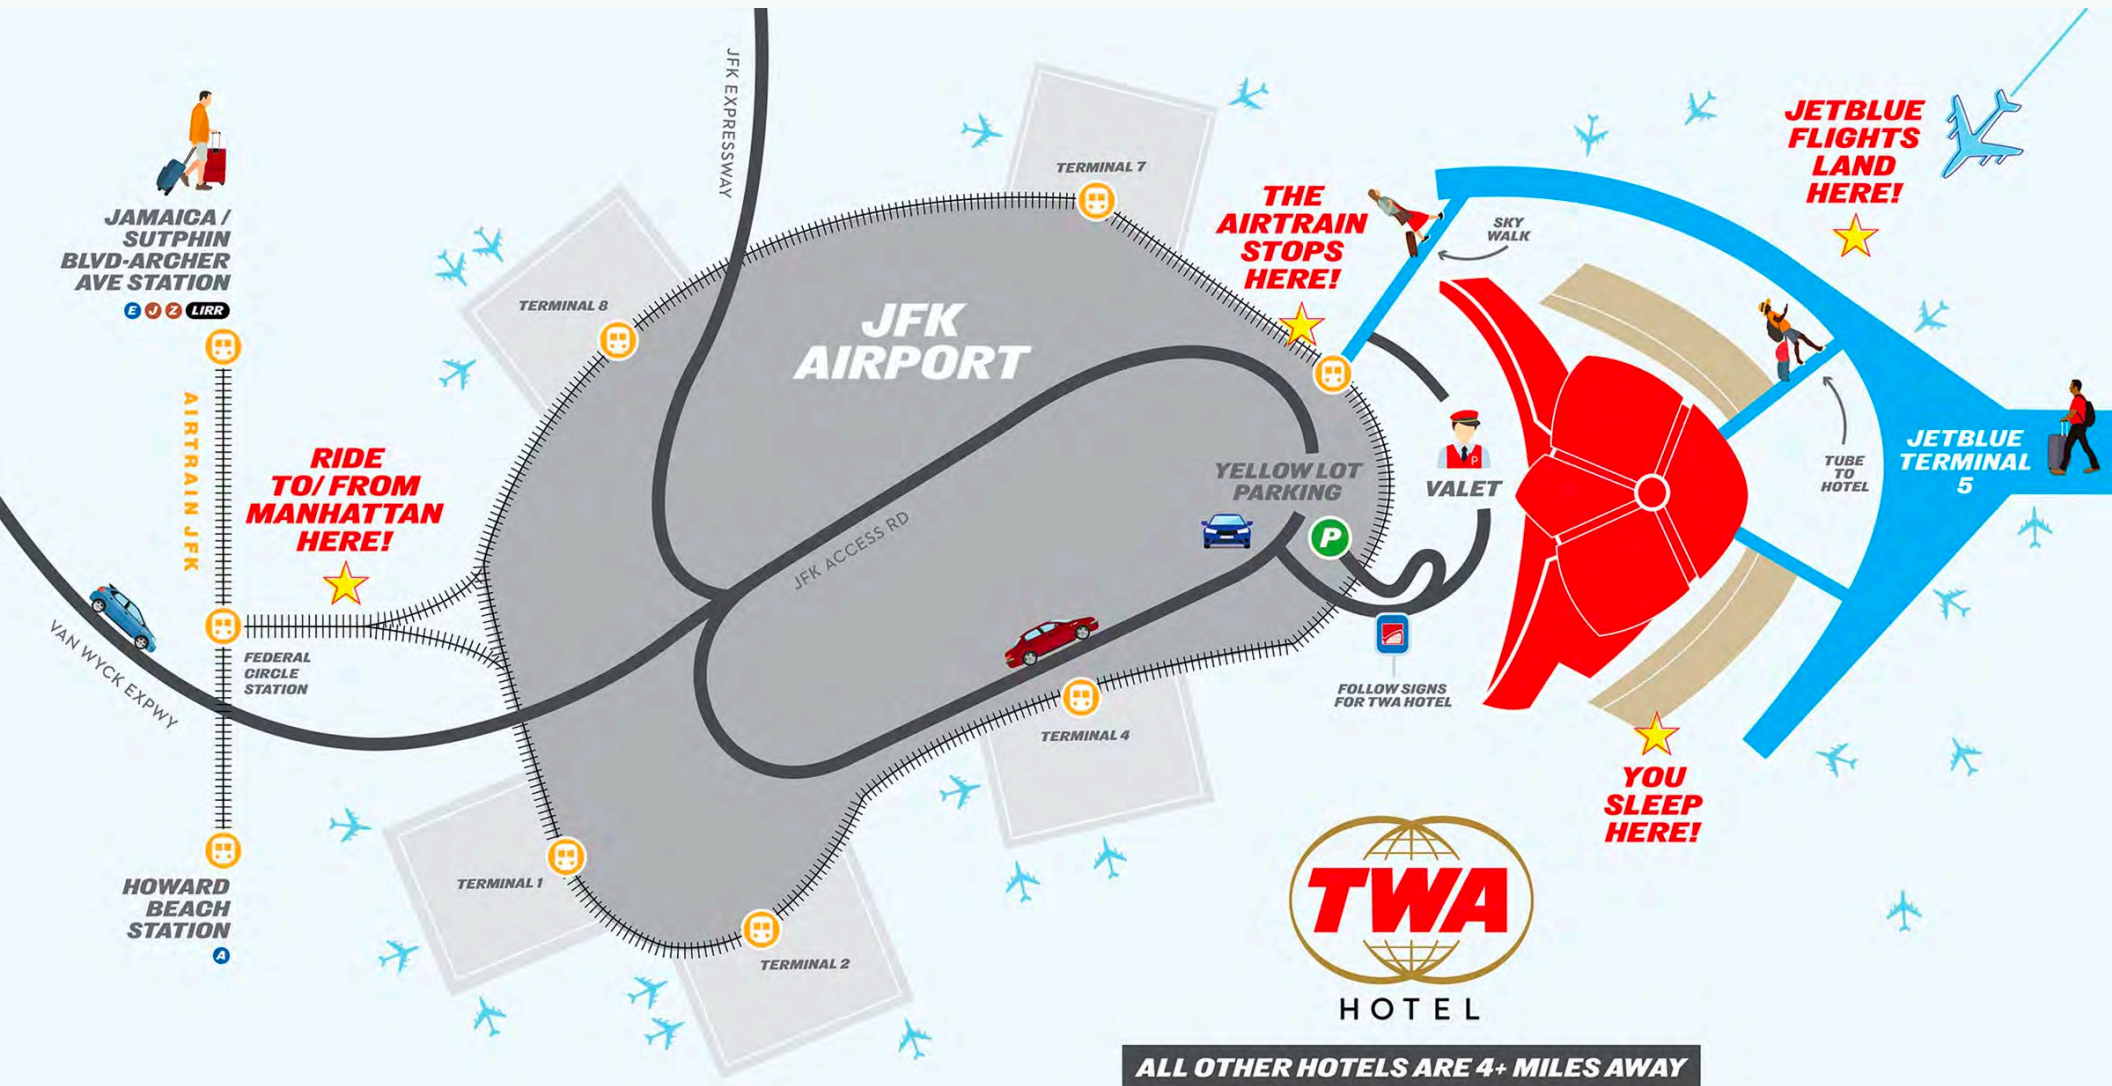 JFK EXPRESSWAY
JAMAICA /
SUTPHIN
BLVD-ARCHER
AVE STATION
E J Z LIRR
AIRTRAIN JFK
RIDE
TO/ FROM
MANHATTAN
HERE!
FEDERAL
CIRCLE
STATION
VAN WYCK EXPWY
HOWARD
BEACH
STATION
A
TERMINAL 8
TERMINAL 7
JFK
AIRPORT
JFK ACCESS RD
THE
AIRTRAIN
STOPS
HERE!
SKY
WALK
JETBLUE
FLIGHTS
LAND
HERE!
YELLOW LOT
PARKING
P
P
VALET
TUBE
TO
HOTEL
JETBLUE
TERMINAL
5
FOLLOW SIGNS
FOR TWA HOTEL
TERMINAL 4
TERMINAL 1
TERMINAL 2
YOU
SLEEP
HERE!
TWA
HOTEL
ALL OTHER HOTELS ARE 4+ MILES AWAY